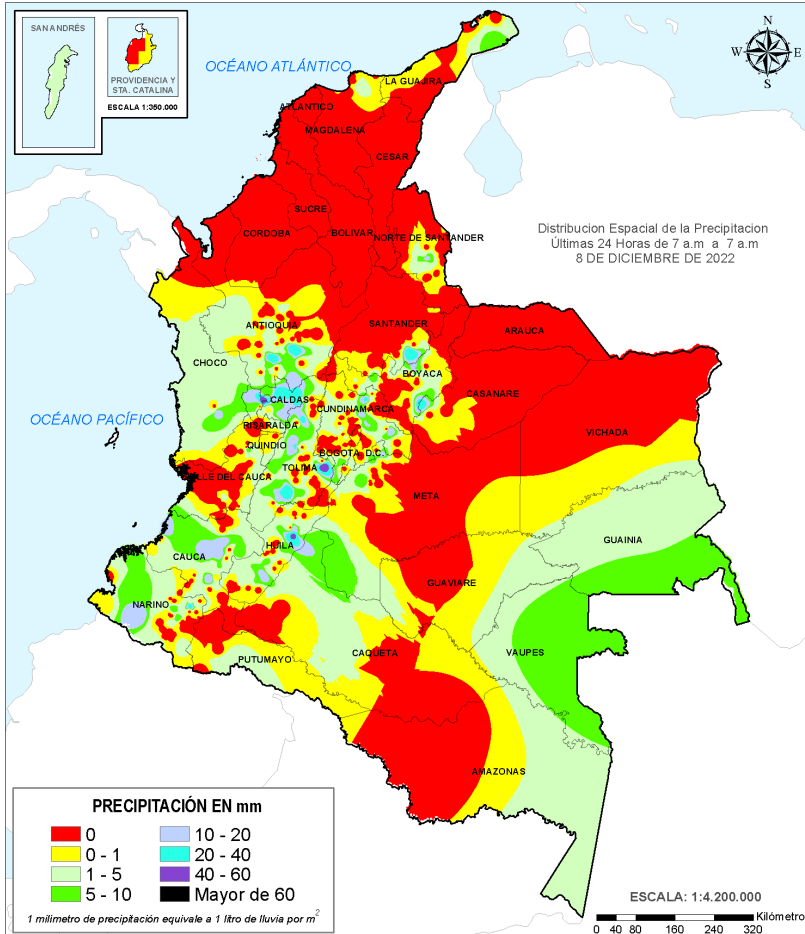 SAN ANDRÉS
PROVIDENCIA Y
STA. CATALINA
ESCALA 1:350.000
OCÉANO ATLÁNTICO
N
W
E
S
LA GUAJIRA
ATLANTICO
MAGDALENA
CESAR
SUCRE
CORDOBA
BOLIVAR
NORTE DE SANTANDER
Distribucion Espacial de la Precipitacion
Últimas 24 Horas de 7 a.m a 7 a.m
8 DE DICIEMBRE DE 2022
ANTIOQUIA
SANTANDER
ARAUCA
CHOCO
BOYACA
CASANARE
CALDAS
CUNDINAMARCA
OCÉANO PACÍFICO
RISARALDA
VICHADA
QUINDIO
BOGOTA D.C.
TOLIMA
VALLE DEL CAUCA
META
GUAINIA
HUILA
CAUCA
GUAVIARE
NARINO
VAUPES
CAQUETA
PUTUMAYO
AMAZONAS
PRECIPITACIÓN EN mm
0
0 - 1
1 - 5
5 - 10
10 - 20
20 - 40
40 - 60
Mayor de 60
1 milimetro de precipitación equivale a 1 litro de lluvia por m2
ESCALA: 1:4.200.000
0 40 80 160 240 320 Kilómetro